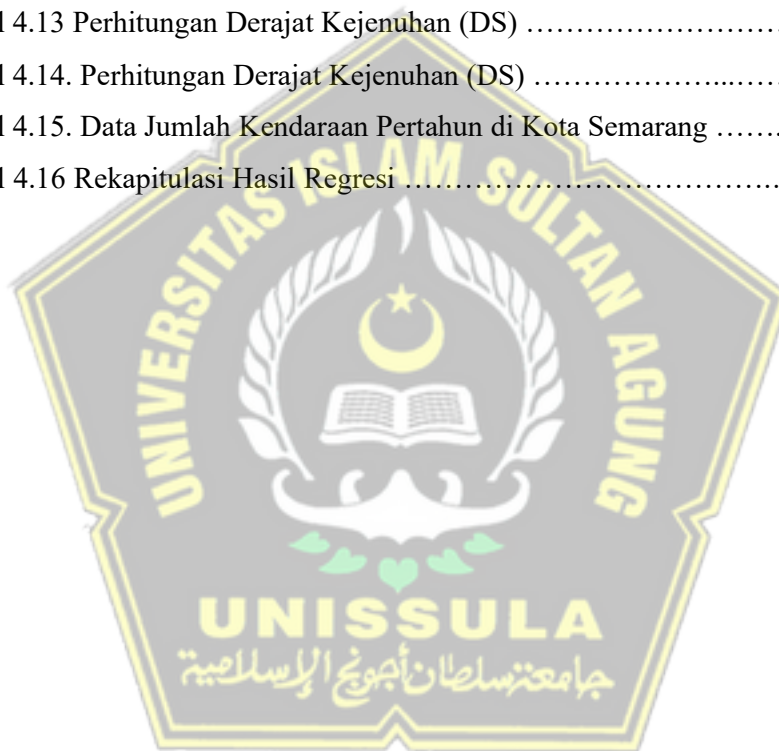 l 4.13 Perhitungan Derajat Kejenuhan (DS) ……………………
l 4.14. Perhitungan Derajat Kejenuhan (DS) ………………...……
l 4.15. Data Jumlah Kendaraan Pertahun di Kota Semarang …….
l 4.16 Rekapitulasi Hasil Regresi ……………………………….
UNIVERSITAS ISLAM SULTAN AGUNG
UNISSULA
جامعتسلطان أجونج الإسلامية